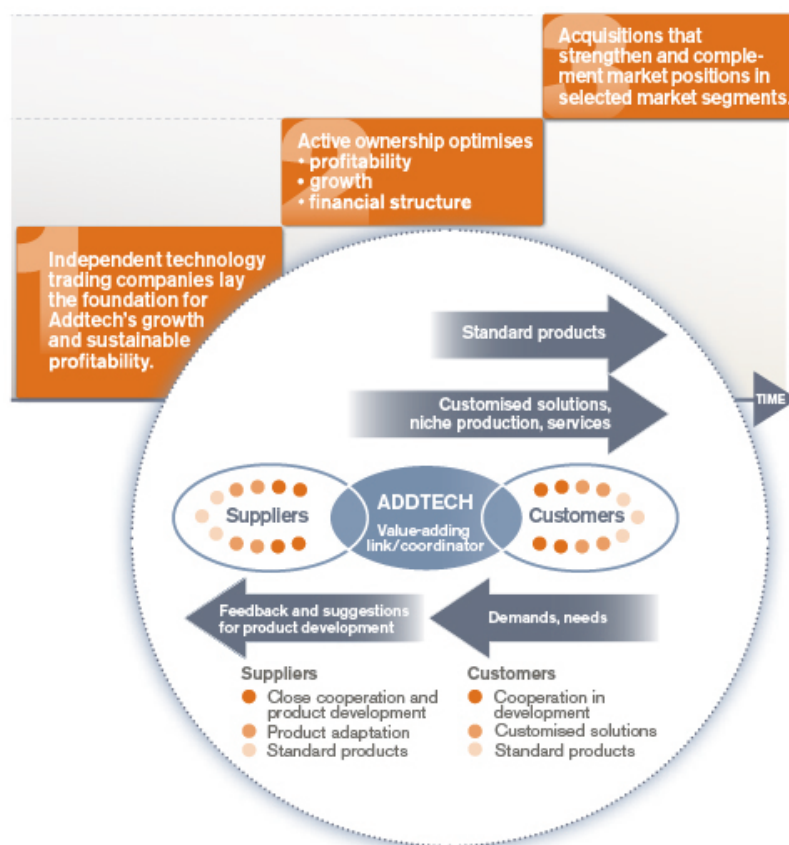 3
Acquisitions that
strengthen and comple-
ment market positions in
selected market segments.
2
Active ownership optimises
• profitability
• growth
• financial structure
1
Independent technology
trading companies lay
the foundation for
Addtech's growth
and sustainable
profitability.
Standard products
TIME
Customised solutions,
niche production, services
Suppliers
ADDTECH
Value-adding
link/coordinator
Customers
Feedback and suggestions
for product development
Demands, needs
Suppliers
Close cooperation and
product development
Product adaptation
Standard products
Customers
Cooperation in
development
Customised solutions
Standard products